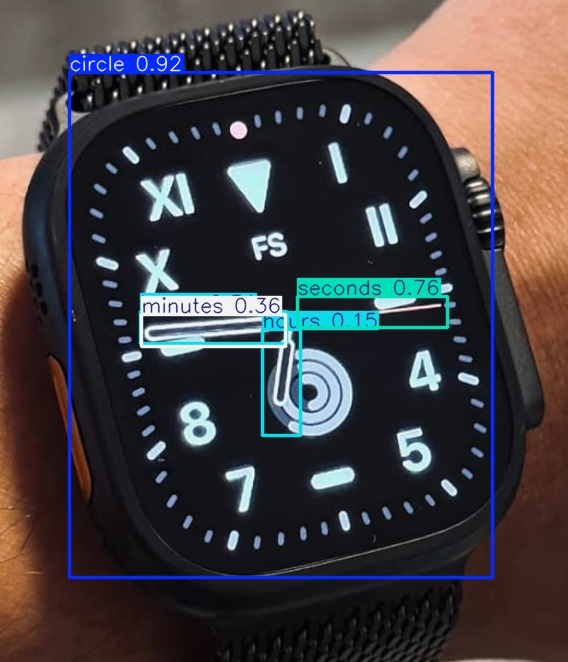 circle 0.92
I
XI
II
FS
X
seconds 0.76
minutes 0.36
hours 0.15
4
8
5
7